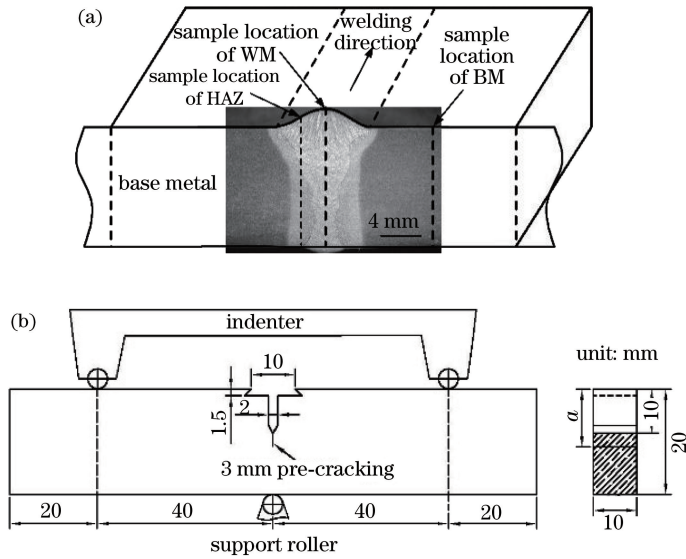 (a)
welding
direction
sample location
of WM
sample location
of HAZ
sample
location
of BM
base metal
4 mm
(b)
indenter
unit: mm
10
2
1.5
3 mm pre-cracking
a
10
20
20
40
40
20
10
support roller